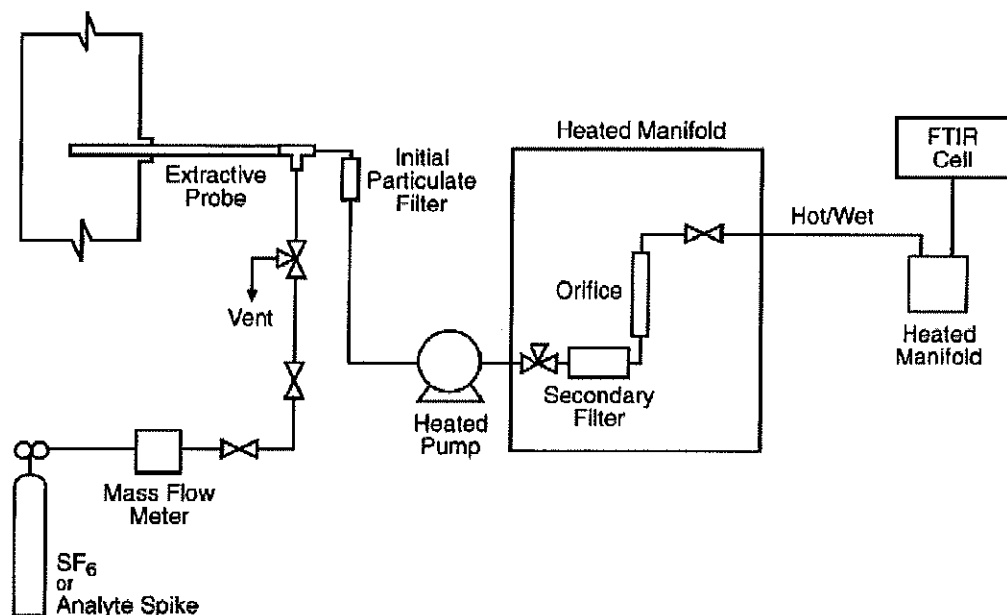 Extractive
Probe
Initial
Particulate
Filter
Vent
Mass Flow
Meter
SF6
or
Analyte Spike
Heated
Pump
Heated Manifold
Orifice
Secondary
Filter
Hot/Wet
FTIR
Cell
Heated
Manifold